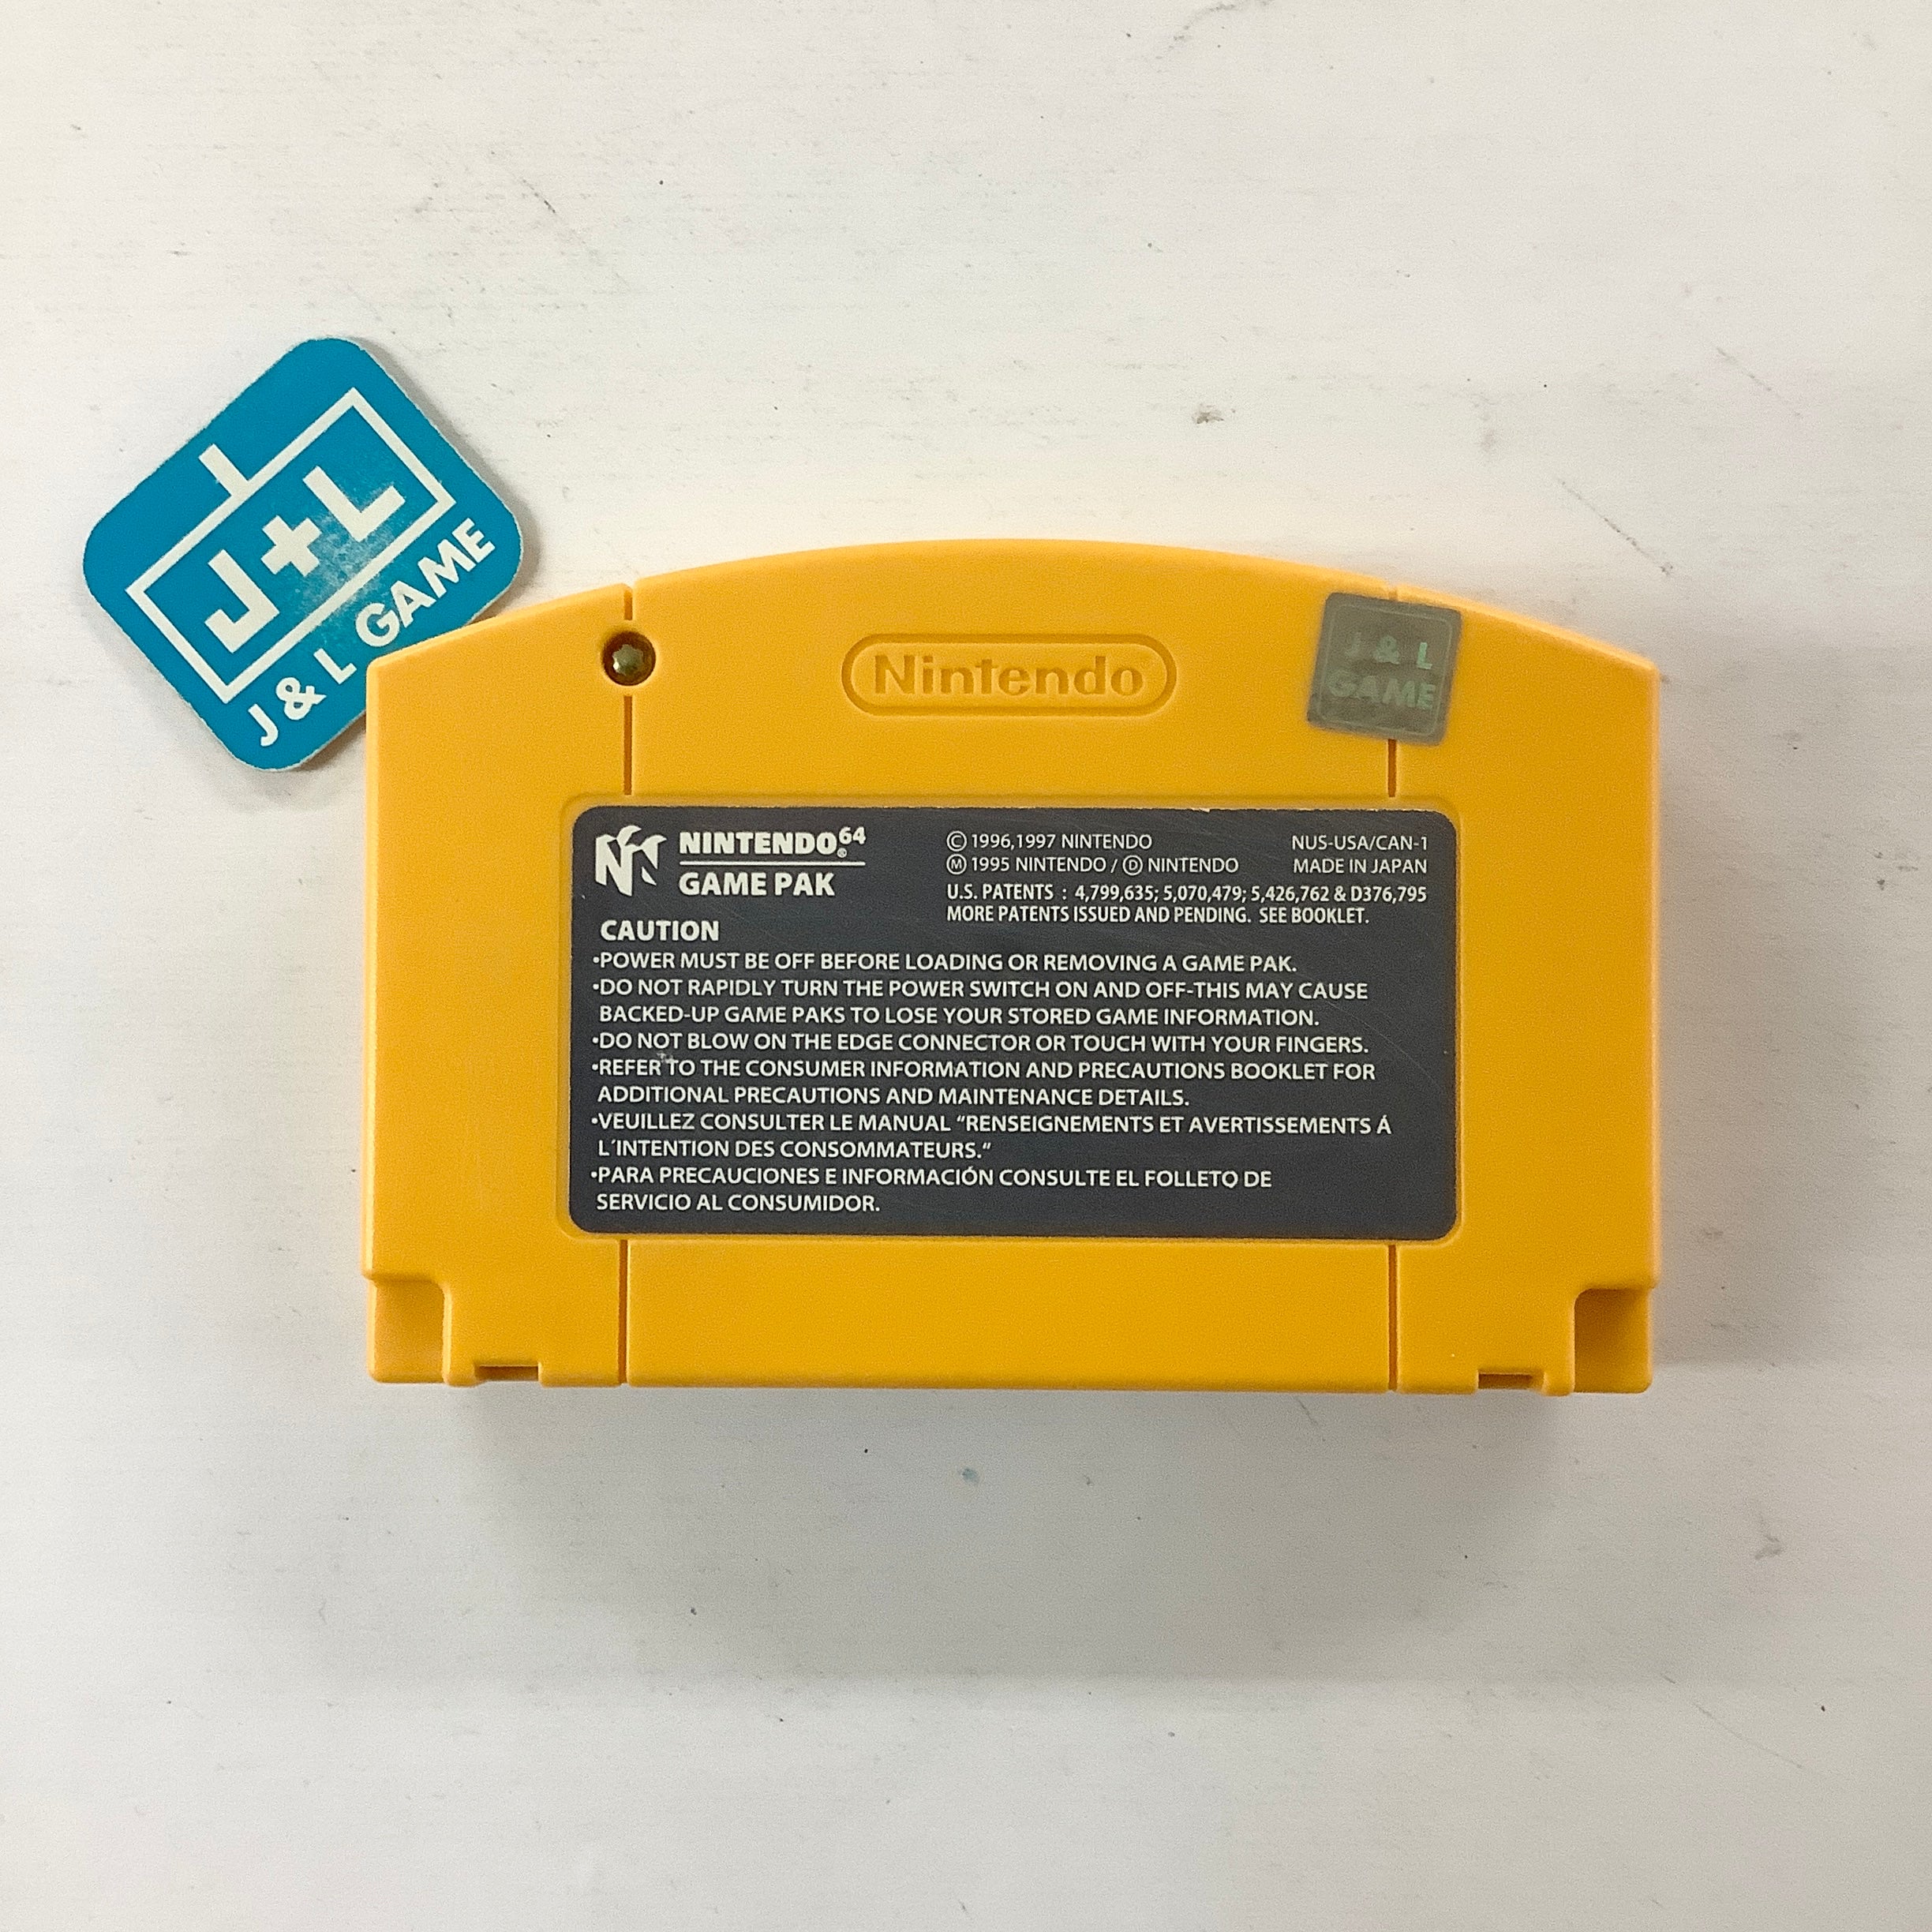 J+L
J & L GAME
Nintendo
J & L
GAME
NINTENDO64®
GAME PAK
© 1996,1997 NINTENDO
Ⓜ 1995 NINTENDO / Ⓓ NINTENDO
NUS-USA/CAN-1
MADE IN JAPAN
U.S. PATENTS : 4,799,635; 5,070,479; 5,426,762 & D376,795
MORE PATENTS ISSUED AND PENDING. SEE BOOKLET.
CAUTION
•POWER MUST BE OFF BEFORE LOADING OR REMOVING A GAME PAK.
•DO NOT RAPIDLY TURN THE POWER SWITCH ON AND OFF-THIS MAY CAUSE
BACKED-UP GAME PAKS TO LOSE YOUR STORED GAME INFORMATION.
•DO NOT BLOW ON THE EDGE CONNECTOR OR TOUCH WITH YOUR FINGERS.
•REFER TO THE CONSUMER INFORMATION AND PRECAUTIONS BOOKLET FOR
ADDITIONAL PRECAUTIONS AND MAINTENANCE DETAILS.
•VEUILLEZ CONSULTER LE MANUAL "RENSEIGNEMENTS ET AVERTISSEMENTS Á
L´INTENTION DES CONSOMMATEURS."
•PARA PRECAUCIONES E INFORMACIÓN CONSULTE EL FOLLETO DE
SERVICIO AL CONSUMIDOR.